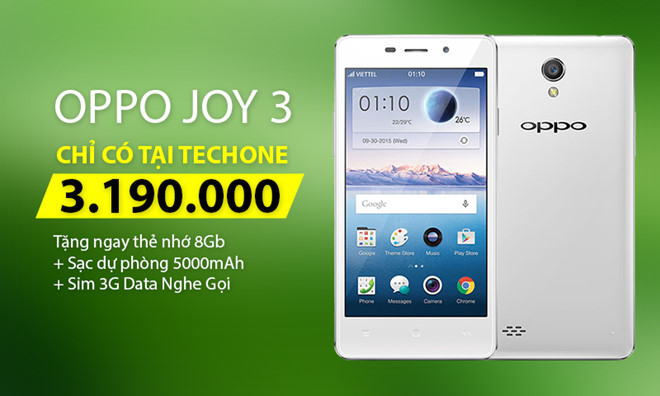 OPPO JOY 3
CHỈ CÓ TẠI TECHONE
3.190.000
Tặng ngay thẻ nhớ 8Gb
+ Sạc dự phòng 5000mAh
+ Sim 3G Data Nghe Gọi
VIETTEL
01:10
01:10
22/29°C
26°C
09-30-2015 (Wed)
Google
Google
Theme Store
Music
Play Store
Phone
Messages
Camera
Chrome
oppo